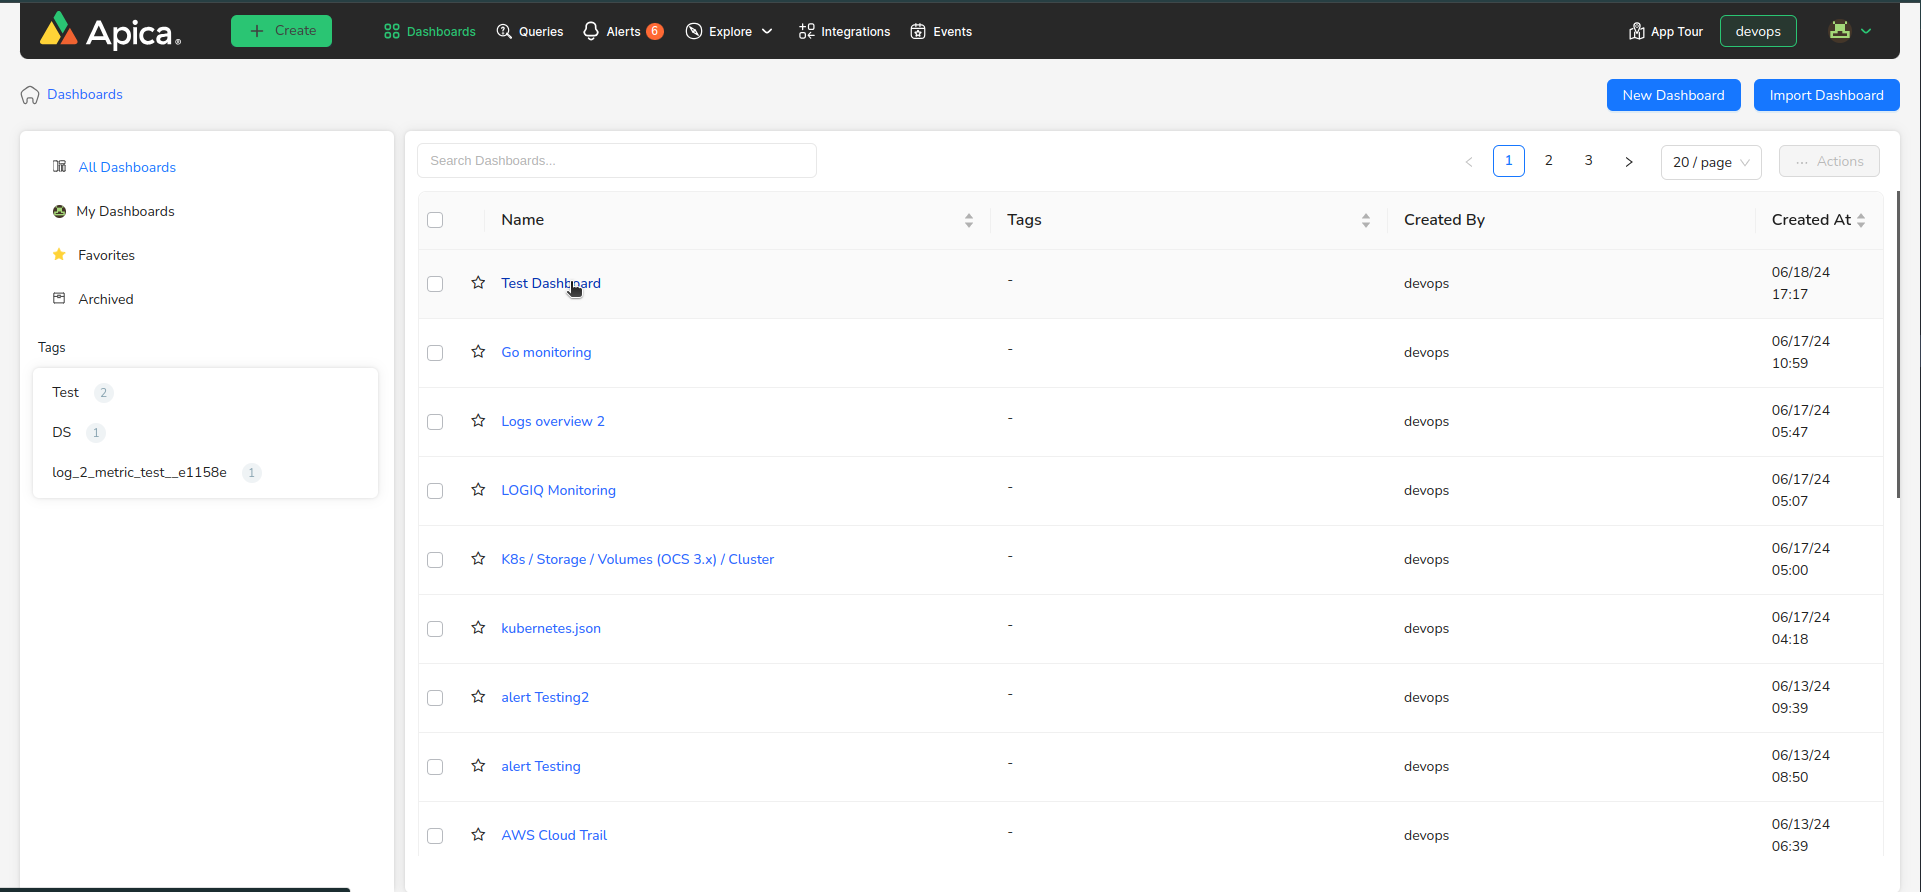 Apica
Create
Dashboards
Queries
Alerts 6
Explore
Integrations
Events
App Tour
devops
Dashboards
New Dashboard
Import Dashboard
All Dashboards
My Dashboards
Favorites
Archived
Tags
Test 2
DS 1
log_2_metric_test__e1158e 1
Search Dashboards...
< 1 2 3 >
20 / page
··· Actions
Name Tags Created By Created At
Test Dashboard - devops 06/18/24
17:17
Go monitoring - devops 06/17/24
10:59
Logs overview 2 - devops 06/17/24
05:47
LOGIQ Monitoring - devops 06/17/24
05:07
K8s / Storage / Volumes (OCS 3.x) / Cluster - devops 06/17/24
05:00
kubernetes.json - devops 06/17/24
04:18
alert Testing2 - devops 06/13/24
09:39
alert Testing - devops 06/13/24
08:50
AWS Cloud Trail - devops 06/13/24
06:39